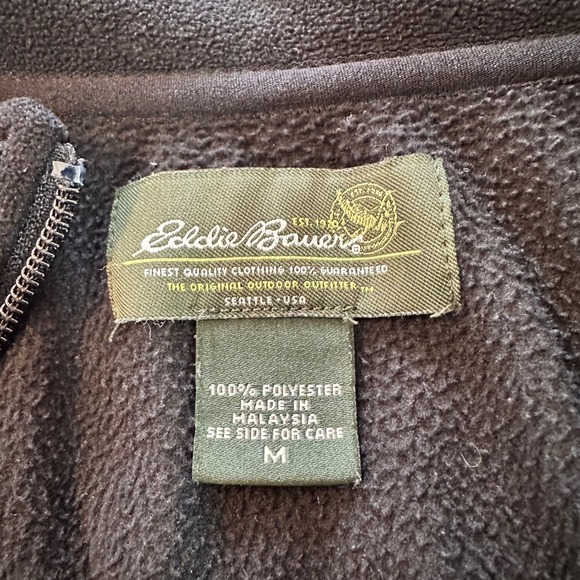 EST. 1920
Eddie Bauer®
FINEST QUALITY CLOTHING 100% GUARANTEED
THE ORIGINAL OUTDOOR OUTFITTER™
SEATTLE • USA
100% POLYESTER
MADE IN
MALAYSIA
SEE SIDE FOR CARE
M